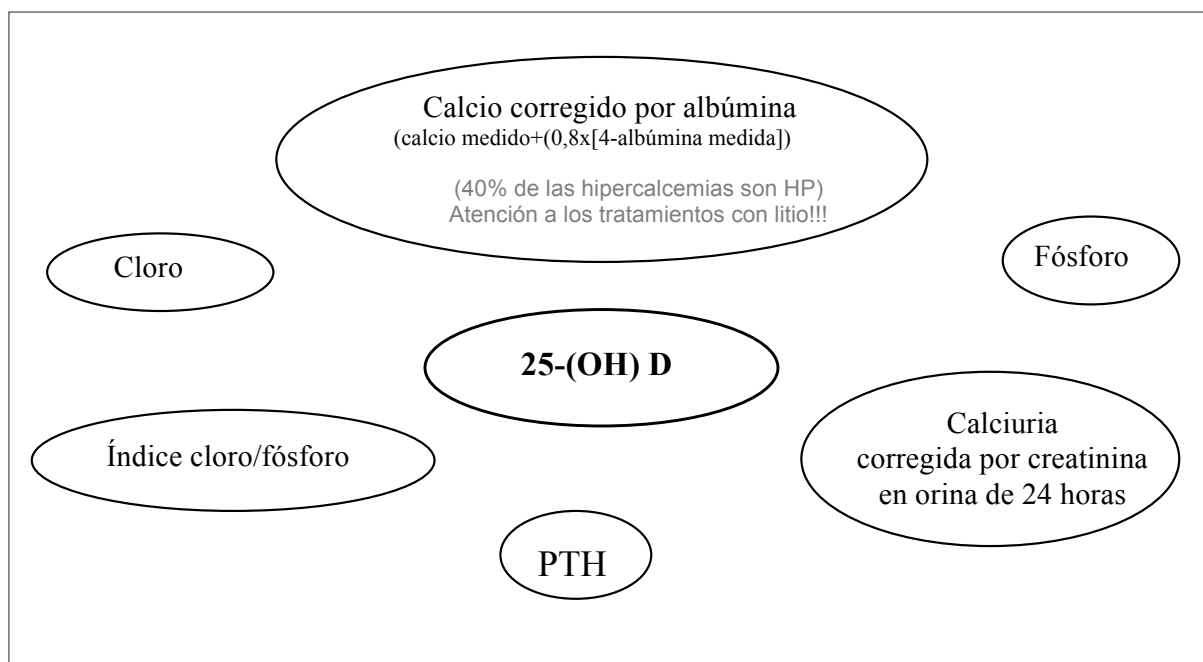 Calcio corregido por albúmina
(calcio medido+(0,8x[4-albúmina medida])
(40% de las hipercalcemias son HP)
Atención a los tratamientos con litio!!!
Cloro
Fósforo
25-(OH) D
Índice cloro/fósforo
Calciuria
corregida por creatinina
en orina de 24 horas
PTH